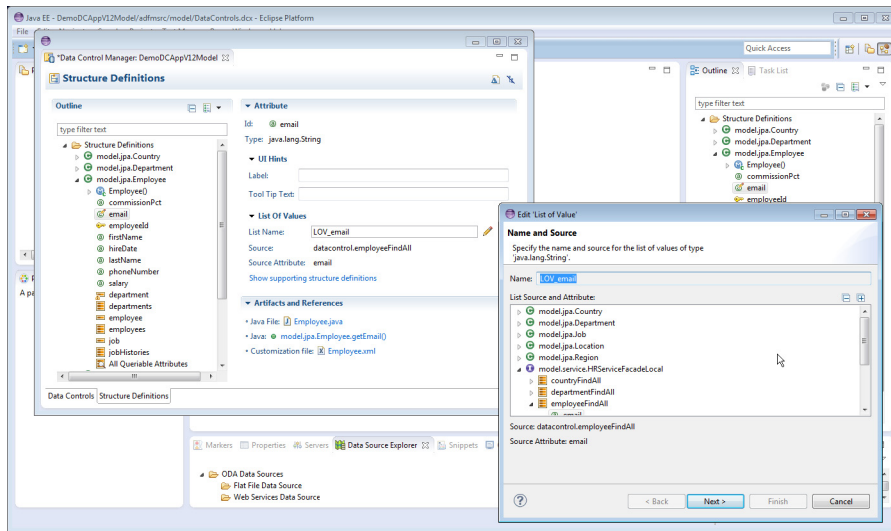 Java EE - DemoDCAppV12Model/adfmsrc/model/DataControls.dcx - Eclipse Platform
File
Quick Access
*Data Control Manager: DemoDCAppV12Model
Structure Definitions
Outline
type filter text
Structure Definitions
model.jpa.Country
model.jpa.Department
model.jpa.Employee
Employee()
commissionPct
email
employeeId
firstName
hireDate
lastName
phoneNumber
salary
department
departments
employee
employees
job
jobHistories
All Queriable Attributes
Data Controls
Structure Definitions
Attribute
Id: email
Type: java.lang.String
UI Hints
Label:
Tool Tip Text:
List Of Values
List Name: LOV_email
Source: datacontrol.employeeFindAll
Source Attribute: email
Show supporting structure definitions
Artifacts and References
Java File: Employee.java
Java: model.jpa.Employee.getEmail()
Customization file: Employee.xml
Outline
Task List
type filter text
Structure Definitions
model.jpa.Country
model.jpa.Department
model.jpa.Employee
Employee()
commissionPct
email
employeeId
Edit 'List of Value'
Name and Source
Specify the name and source for the list of values of type
'java.lang.String'.
Name: LOV_email
List Source and Attribute:
model.jpa.Country
model.jpa.Department
model.jpa.Job
model.jpa.Location
model.jpa.Region
model.service.HRServiceFacadeLocal
countryFindAll
departmentFindAll
employeeFindAll
email
Source: datacontrol.employeeFindAll
Source Attribute: email
< Back
Next >
Finish
Cancel
A pa
Markers
Properties
Servers
Data Source Explorer
Snippets
ODA Data Sources
Flat File Data Source
Web Services Data Source